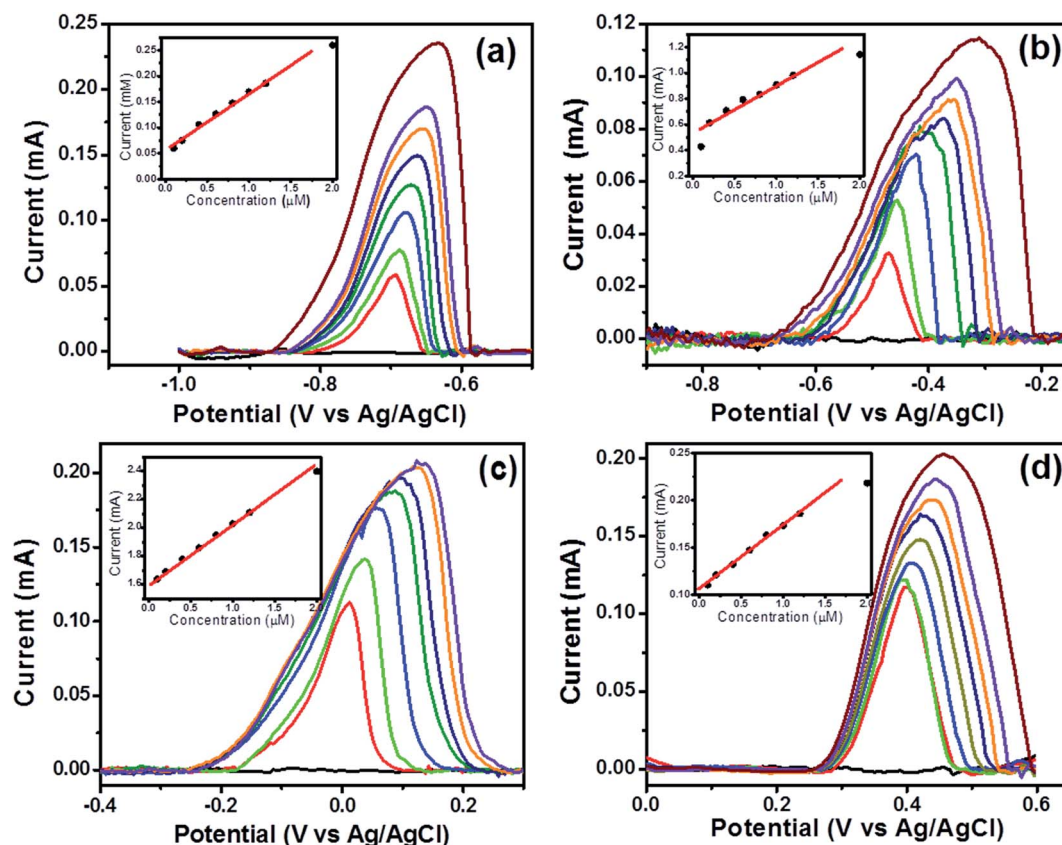 (a)
0.25
0.20
0.15
0.10
0.05
0.00
Current (mA)
-1.0 -0.8 -0.6
Potential (V vs Ag/AgCl)
0.25
0.20
0.15
0.10
0.05
0.00
Current (mM)
0.0 0.5 1.0 1.5 2.0
Concentration (μM)
(b)
0.12
0.10
0.08
0.06
0.04
0.02
0.00
Current (mA)
-0.8 -0.6 -0.4 -0.2
Potential (V vs Ag/AgCl)
1.4
1.2
1.0
0.8
0.6
0.4
0.2
Current (mA)
0.0 0.5 1.0 1.5 2.0
Concentration (μM)
(c)
0.20
0.15
0.10
0.05
0.00
Current (mA)
-0.4 -0.2 0.0 0.2
Potential (V vs Ag/AgCl)
2.4
2.2
2.0
1.8
1.6
Current (mA)
0.0 0.5 1.0 1.5 2.0
Concentration (μM)
(d)
0.20
0.15
0.10
0.05
0.00
Current (mA)
0.0 0.2 0.4 0.6
Potential (V vs Ag/AgCl)
0.25
0.20
0.15
0.10
Current (mA)
0.0 0.5 1.0 1.5 2.0
Concentration (μM)